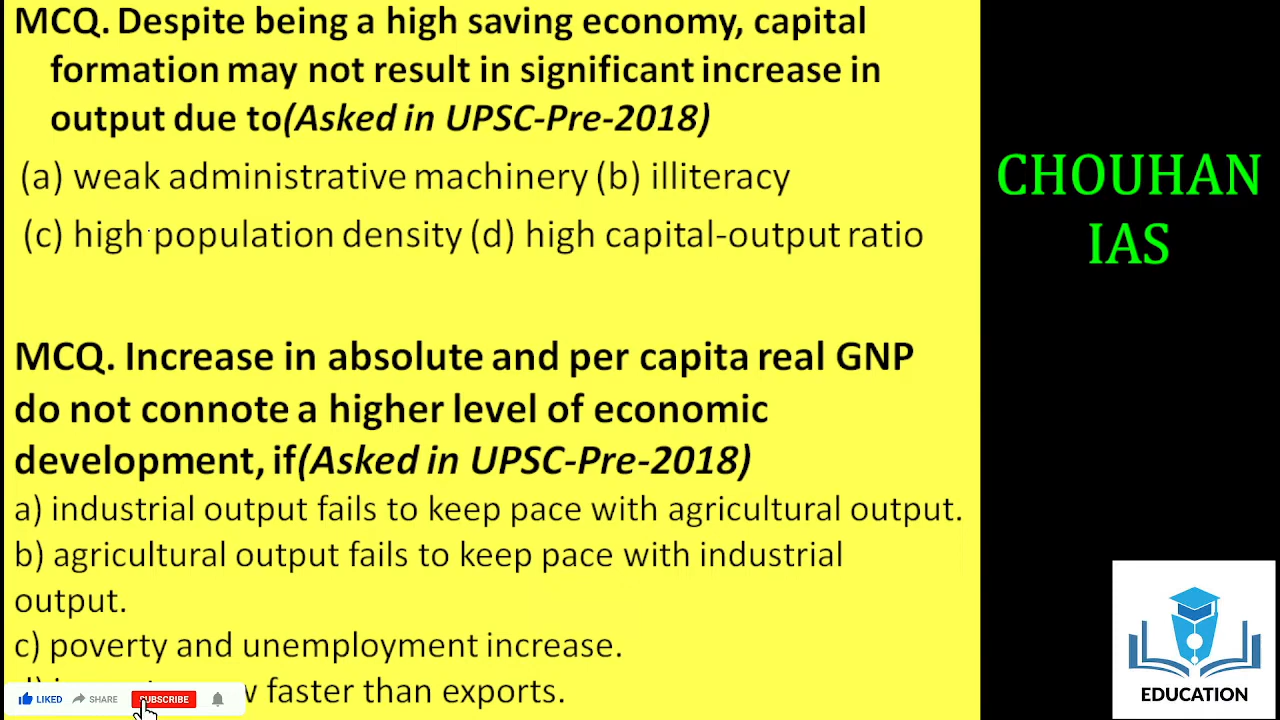 MCQ. Despite being a high saving economy, capital
formation may not result in significant increase in
output due to(Asked in UPSC-Pre-2018)
(a) weak administrative machinery (b) illiteracy
(c) high population density (d) high capital-output ratio
MCQ. Increase in absolute and per capita real GNP
do not connote a higher level of economic
development, if(Asked in UPSC-Pre-2018)
a) industrial output fails to keep pace with agricultural output.
b) agricultural output fails to keep pace with industrial
output.
c) poverty and unemployment increase.
faster than exports.
LIKED SHARE SUBSCRIBE
CHOUHAN
IAS
EDUCATION